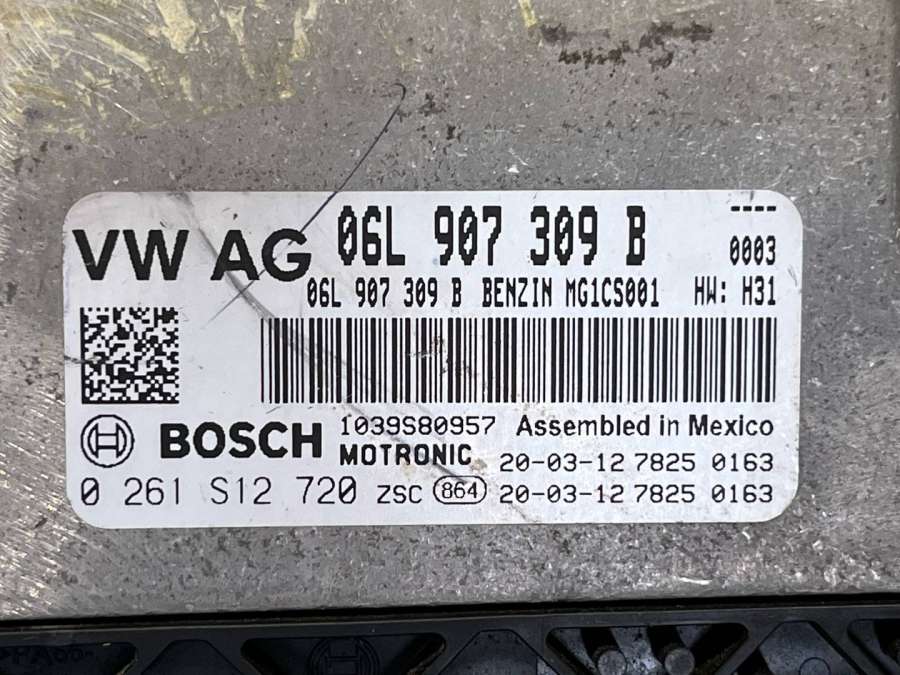 VW AG 06L 907 309 B ----
0003
06L 907 309 B BENZIN MG1CS001 HW: H31
BOSCH 1039S80957 Assembled in Mexico
MOTRONIC 20-03-12 7825 0163
0 261 S12 720 ZSC 864 20-03-12 7825 0163